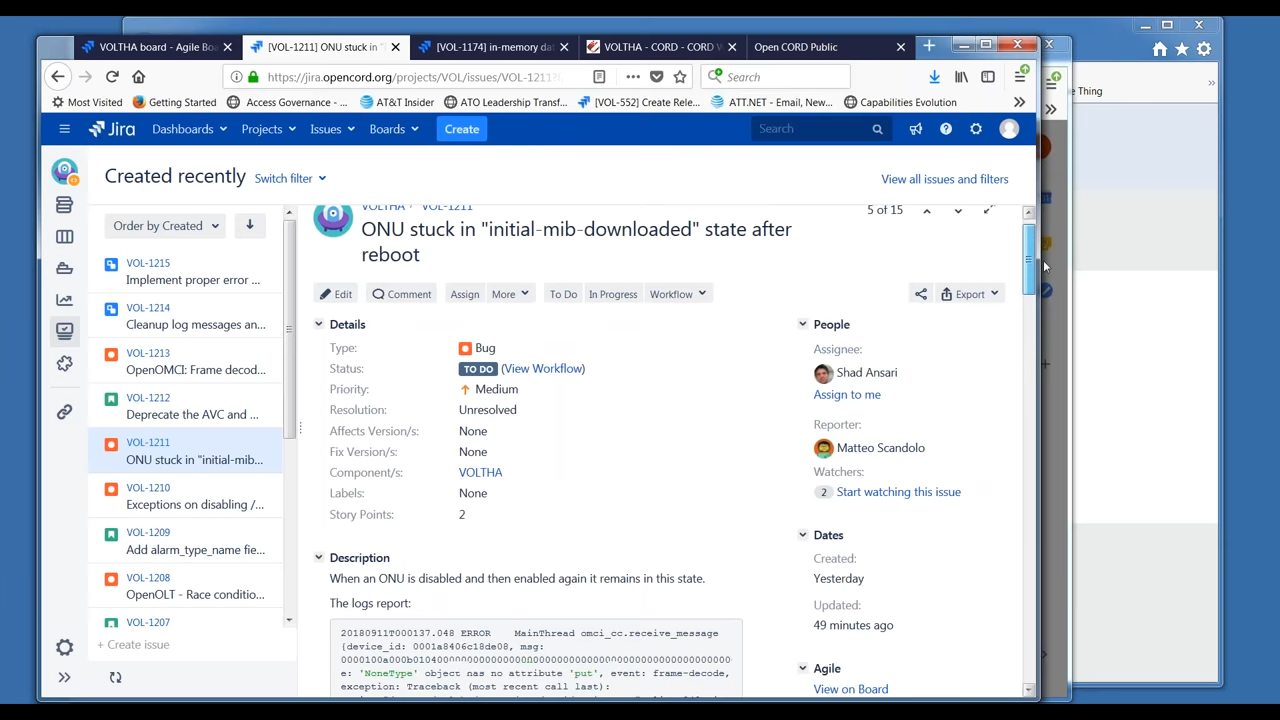 VOLTHA board - Agile Boa
[VOL-1211] ONU stuck in "
[VOL-1174] in-memory dat
VOLTHA - CORD - CORD W
Open CORD Public
https://jira.opencord.org/projects/VOL/issues/VOL-1211?
Search
Most Visited
Getting Started
Access Governance - ...
AT&T Insider
ATO Leadership Transf...
[VOL-552] Create Rele...
ATT.NET - Email, New...
Capabilities Evolution
e Thing
Jira
Dashboards
Projects
Issues
Boards
Create
Search
Created recently
Switch filter
View all issues and filters
Order by Created
VOL-1215
Implement proper error ...
VOL-1214
Cleanup log messages an...
VOL-1213
OpenOMCI: Frame decod...
VOL-1212
Deprecate the AVC and ...
VOL-1211
ONU stuck in "initial-mib...
VOL-1210
Exceptions on disabling /...
VOL-1209
Add alarm_type_name fie...
VOL-1208
OpenOLT - Race conditio...
VOL-1207
+ Create issue
VOLTHA
VOL-1211
5 of 15
ONU stuck in "initial-mib-downloaded" state after
reboot
Edit
Comment
Assign
More
To Do
In Progress
Workflow
Export
Details
Type:
Bug
Status:
TO DO (View Workflow)
Priority:
Medium
Resolution:
Unresolved
Affects Version/s:
None
Fix Version/s:
None
Component/s:
VOLTHA
Labels:
None
Story Points:
2
Description
When an ONU is disabled and then enabled again it remains in this state.
The logs report:
20180911T000137.048 ERROR MainThread omci_cc.receive_message
{device_id: 0001a8406c18de08, msg:
e: 'NoneType' object has no attribute 'put', event: frame-decode,
exception: Traceback (most recent call last):
People
Assignee:
Shad Ansari
Assign to me
Reporter:
Matteo Scandolo
Watchers:
2 Start watching this issue
Dates
Created:
Yesterday
Updated:
49 minutes ago
Agile
View on Board